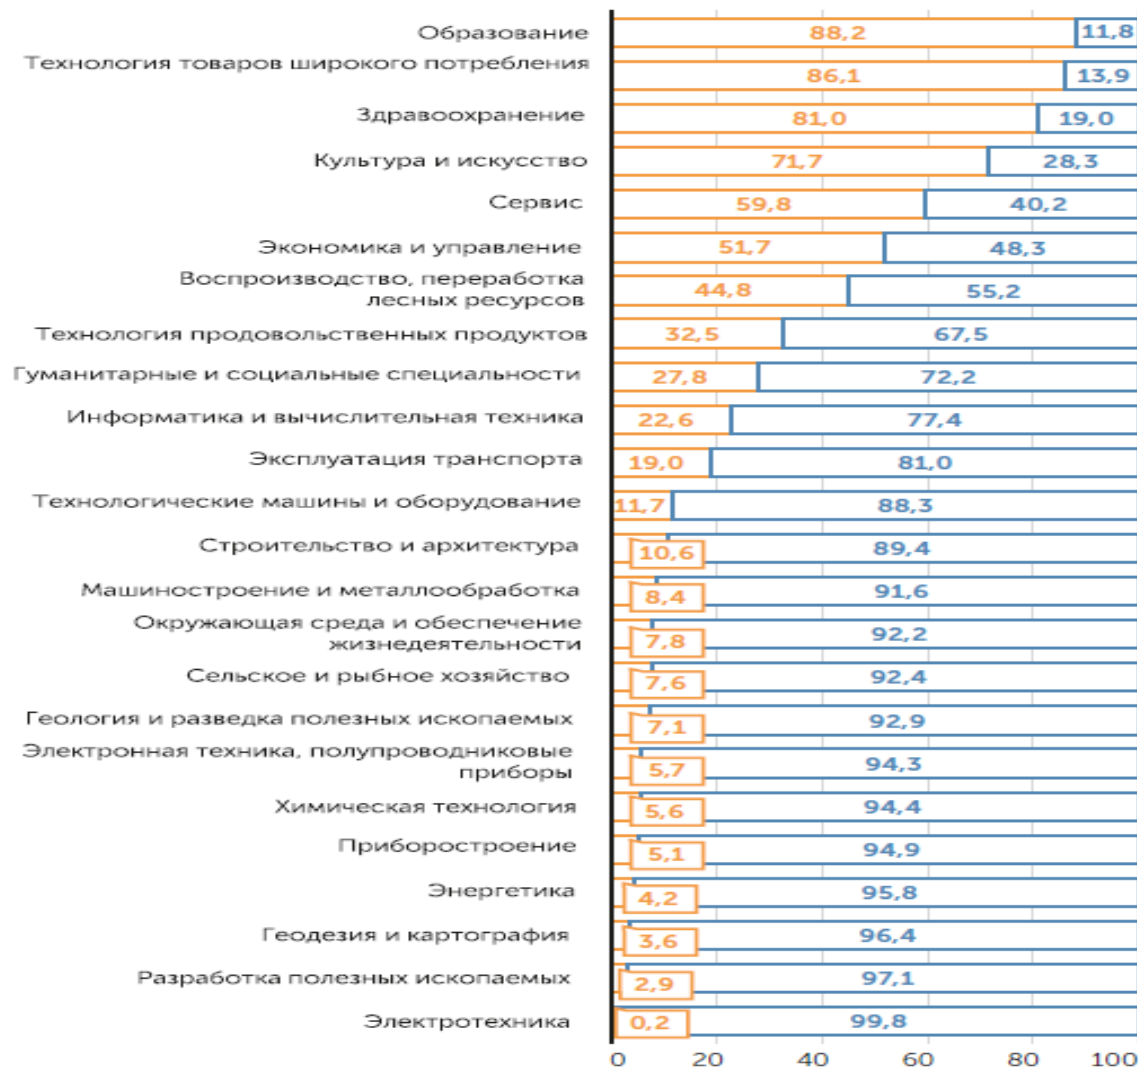 Образование 88,2 11,8
Технология товаров широкого потребления 86,1 13,9
Здравоохранение 81,0 19,0
Культура и искусство 71,7 28,3
Сервис 59,8 40,2
Экономика и управление 51,7 48,3
Воспроизводство, переработка
лесных ресурсов 44,8 55,2
Технология продовольственных продуктов 32,5 67,5
Гуманитарные и социальные специальности 27,8 72,2
Информатика и вычислительная техника 22,6 77,4
Эксплуатация транспорта 19,0 81,0
Технологические машины и оборудование 11,7 88,3
Строительство и архитектура 10,6 89,4
Машиностроение и металлообработка 8,4 91,6
Окружающая среда и обеспечение
жизнедеятельности 7,8 92,2
Сельское и рыбное хозяйство 7,6 92,4
Геология и разведка полезных ископаемых 7,1 92,9
Электронная техника, полупроводниковые
приборы 5,7 94,3
Химическая технология 5,6 94,4
Приборостроение 5,1 94,9
Энергетика 4,2 95,8
Геодезия и картография 3,6 96,4
Разработка полезных ископаемых 2,9 97,1
Электротехника 0,2 99,8
0 20 40 60 80 100